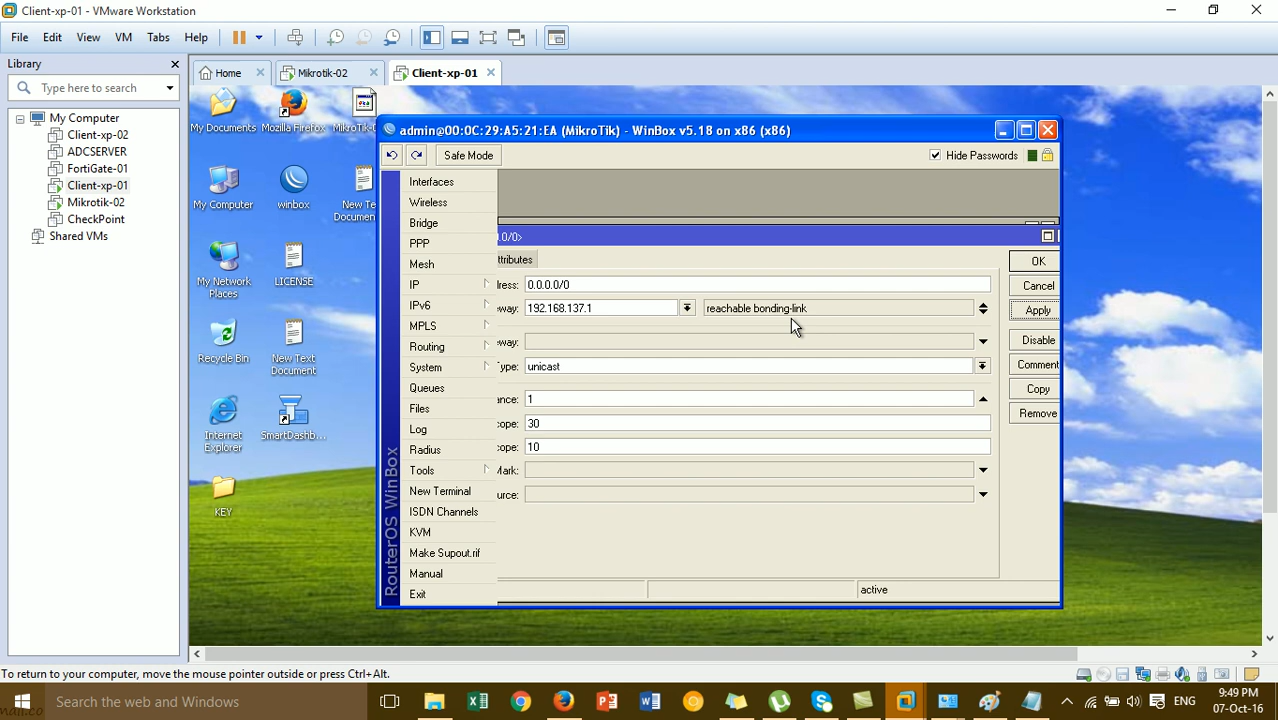 Client-xp-01 - VMware Workstation
File Edit View VM Tabs Help
Library
Type here to search
My Computer
Client-xp-02
ADCSERVER
FortiGate-01
Client-xp-01
Mikrotik-02
CheckPoint
Shared VMs
Home Mikrotik-02 Client-xp-01
My Documents Mozilla Firefox
My Computer winbox
My Network Places LICENSE
Recycle Bin New Text Document
Internet Explorer SmartDashb...
KEY
admin@00:0C:29:A5:21:EA (MikroTik) - WinBox v5.18 on x86 (x86)
Safe Mode Hide Passwords
RouterOS WinBox
Interfaces
Wireless
Bridge
PPP
Mesh
IP
IPv6
MPLS
Routing
System
Queues
Files
Log
Radius
Tools
New Terminal
ISDN Channels
KVM
Make Supout.rif
Manual
Exit
.0/0>
ttributes
dress: 0.0.0.0/0
way: 192.168.137.1 reachable bonding-link
way:
Type: unicast
nce: 1
cope: 30
cope: 10
Mark:
urce:
active
OK
Cancel
Apply
Disable
Comment
Copy
Remove
To return to your computer, move the mouse pointer outside or press Ctrl+Alt.
Search the web and Windows
ENG
9:49 PM
07-Oct-16